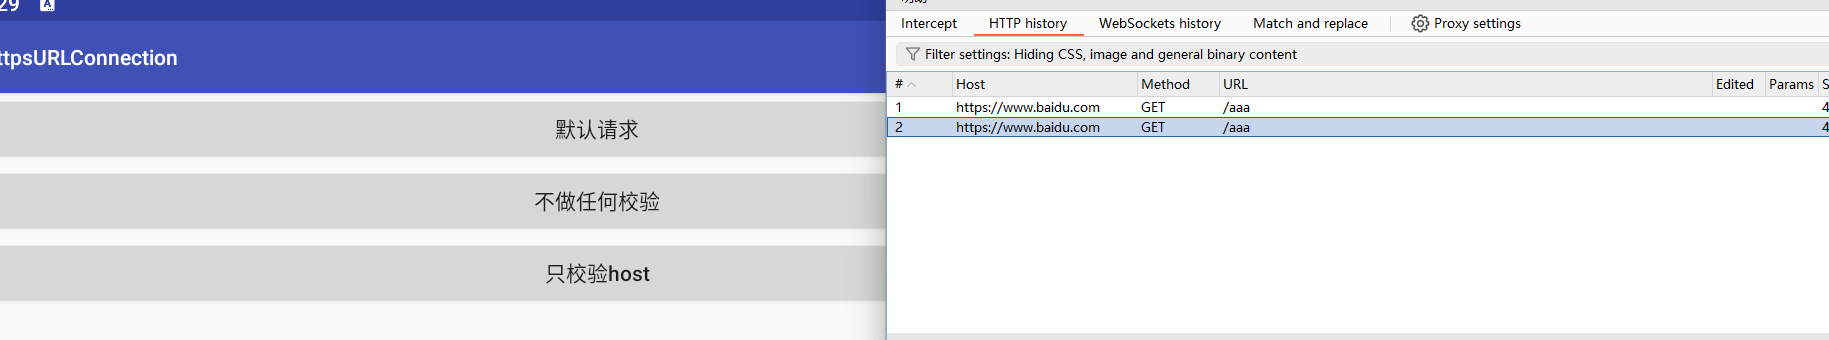 29 A
ttpsURLConnection
默认请求
不做任何校验
只校验host
Intercept HTTP history WebSockets history Match and replace Proxy settings
Filter settings: Hiding CSS, image and general binary content
# Host Method URL Edited Params S
1 https://www.baidu.com GET /aaa 4
2 https://www.baidu.com GET /aaa 4